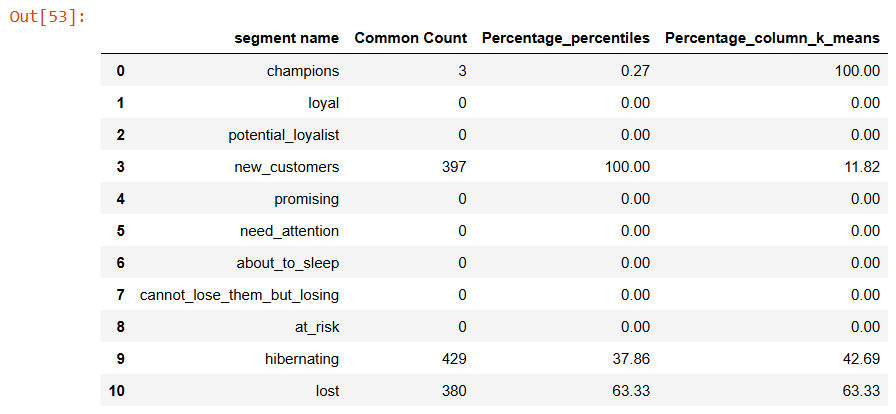 Out[53]:
segment name Common Count Percentage_percentiles Percentage_column_k_means
0 champions 3 0.27 100.00
1 loyal 0 0.00 0.00
2 potential_loyalist 0 0.00 0.00
3 new_customers 397 100.00 11.82
4 promising 0 0.00 0.00
5 need_attention 0 0.00 0.00
6 about_to_sleep 0 0.00 0.00
7 cannot_lose_them_but_losing 0 0.00 0.00
8 at_risk 0 0.00 0.00
9 hibernating 429 37.86 42.69
10 lost 380 63.33 63.33